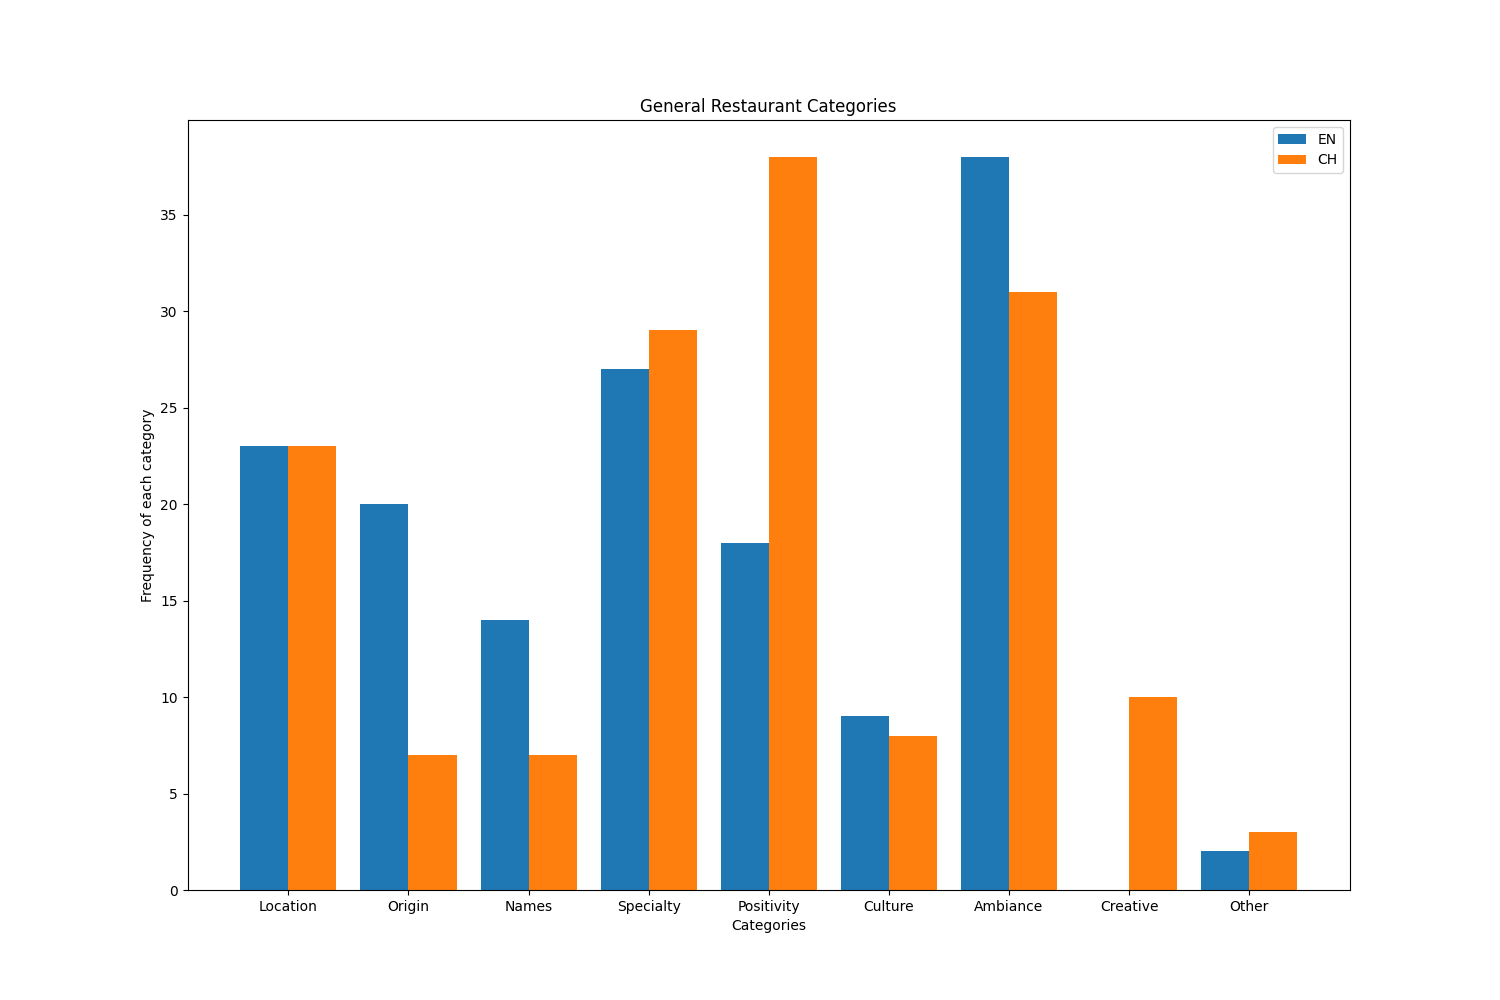 General Restaurant Categories
EN
CH
Frequency of each category
35
30
25
20
15
10
5
0
Location Origin Names Specialty Positivity Culture Ambiance Creative Other
Categories